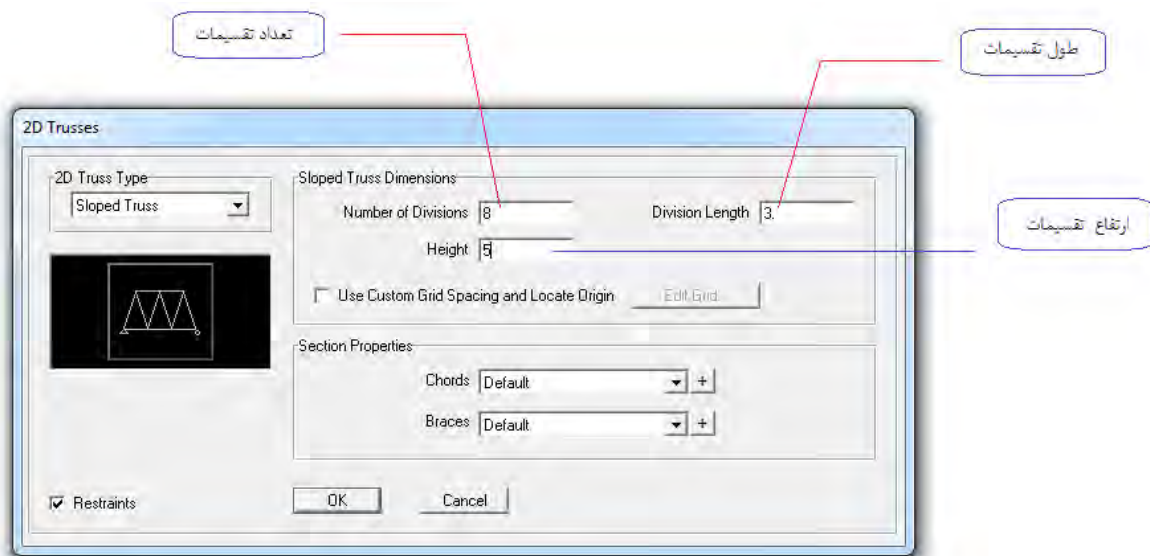 تعداد تقسیمات
طول تقسیمات
2D Trusses
2D Truss Type
Sloped Truss
Sloped Truss Dimensions
Number of Divisions 8
Division Length 3.
Height 5
ارتفاع تقسیمات
Use Custom Grid Spacing and Locate Origin
Edit Grid...
Section Properties
Chords Default +
Braces Default +
Restraints
OK
Cancel